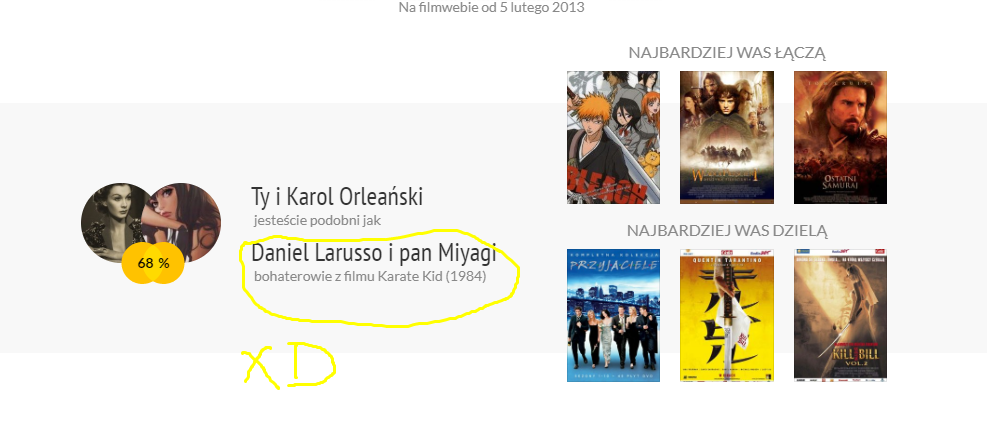 Na filmwebie od 5 lutego 2013
NAJBARDZIEJ WAS ŁĄCZĄ
BLEACH
OSTATNI
SAMURAJ
68 %
Ty i Karol Orleański
jesteście podobni jak
Daniel Larusso i pan Miyagi
bohaterowie z filmu Karate Kid (1984)
XD
NAJBARDZIEJ WAS DZIELĄ
KOMPLETNA KOLEKCJA
PRZYJACIELE
QUENTIN TARANTINO
KILL BILL
VOL.2